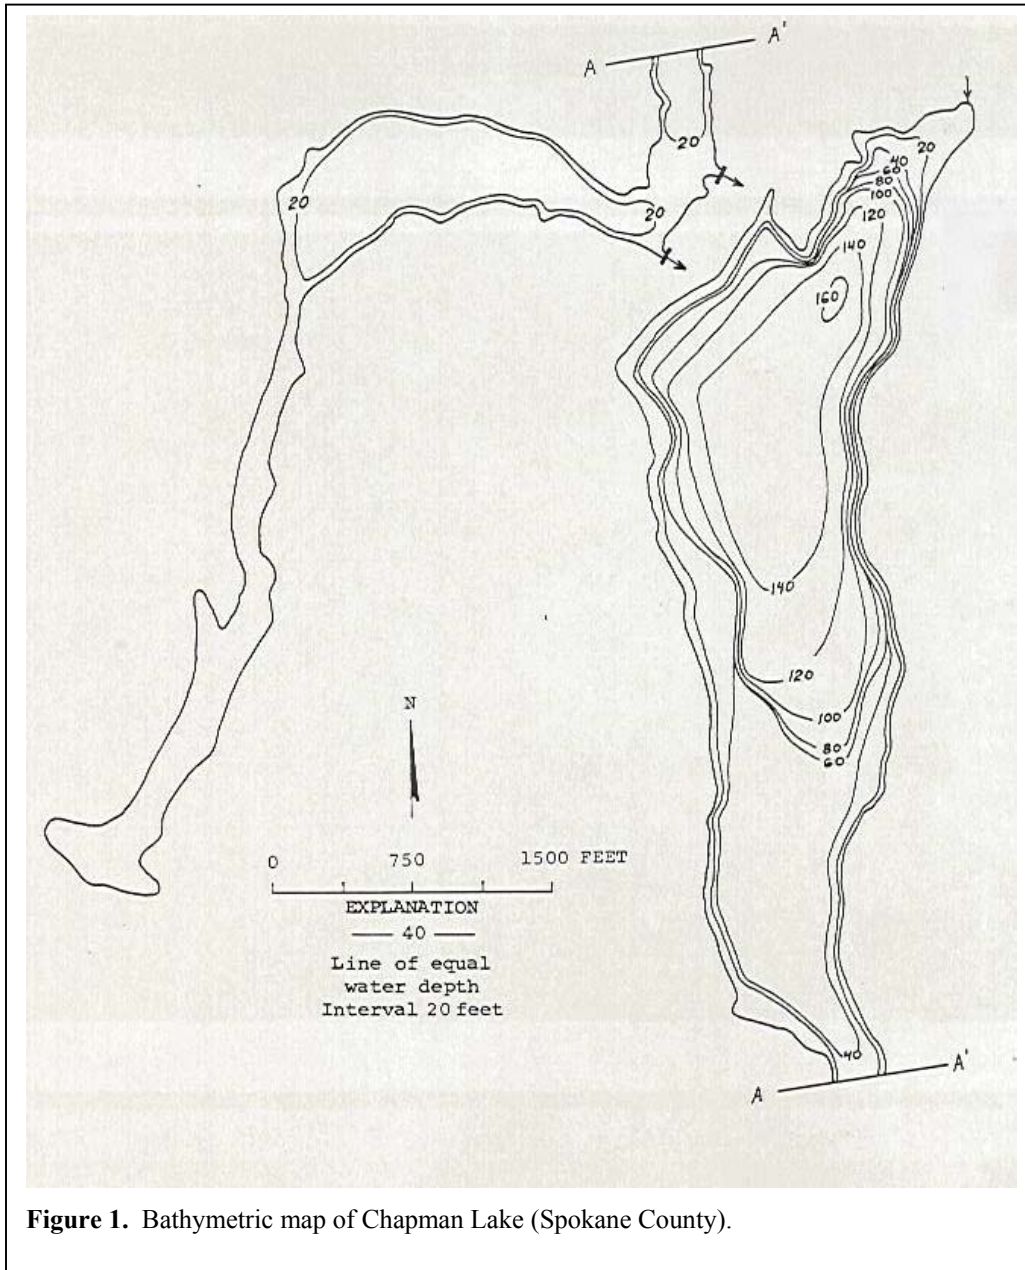 A
A'
20
20
20
20
40
60
80
100
120
140
160
140
120
100
80
60
40
A
A'
N
0 750 1500 FEET
EXPLANATION
40
Line of equal
water depth
Interval 20 feet
Figure 1. Bathymetric map of Chapman Lake (Spokane County).